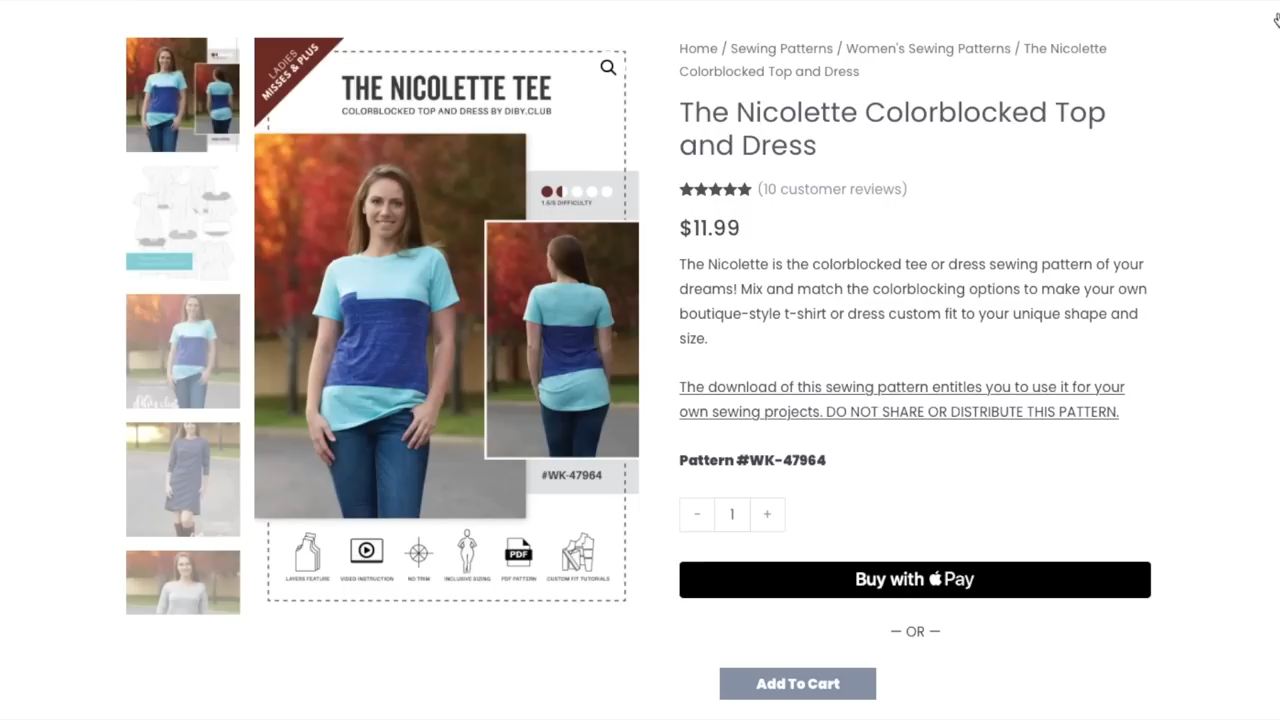 LADIES
MISSES & PLUS
THE NICOLETTE TEE
COLORBLOCKED TOP AND DRESS BY DIBY.CLUB
1.5/5 DIFFICULTY
#WK-47964
LAYERS FEATURE
VIDEO INSTRUCTION
NO TRIM
INCLUSIVE SIZING
PDF
PDF PATTERN
CUSTOM FIT TUTORIALS
Home / Sewing Patterns / Women's Sewing Patterns / The Nicolette
Colorblocked Top and Dress
The Nicolette Colorblocked Top
and Dress
(10 customer reviews)
$11.99
The Nicolette is the colorblocked tee or dress sewing pattern of your
dreams! Mix and match the colorblocking options to make your own
boutique-style t-shirt or dress custom fit to your unique shape and
size.
The download of this sewing pattern entitles you to use it for your
own sewing projects. DO NOT SHARE OR DISTRIBUTE THIS PATTERN.
Pattern #WK-47964
- 1 +
Buy with Pay
— OR —
Add To Cart